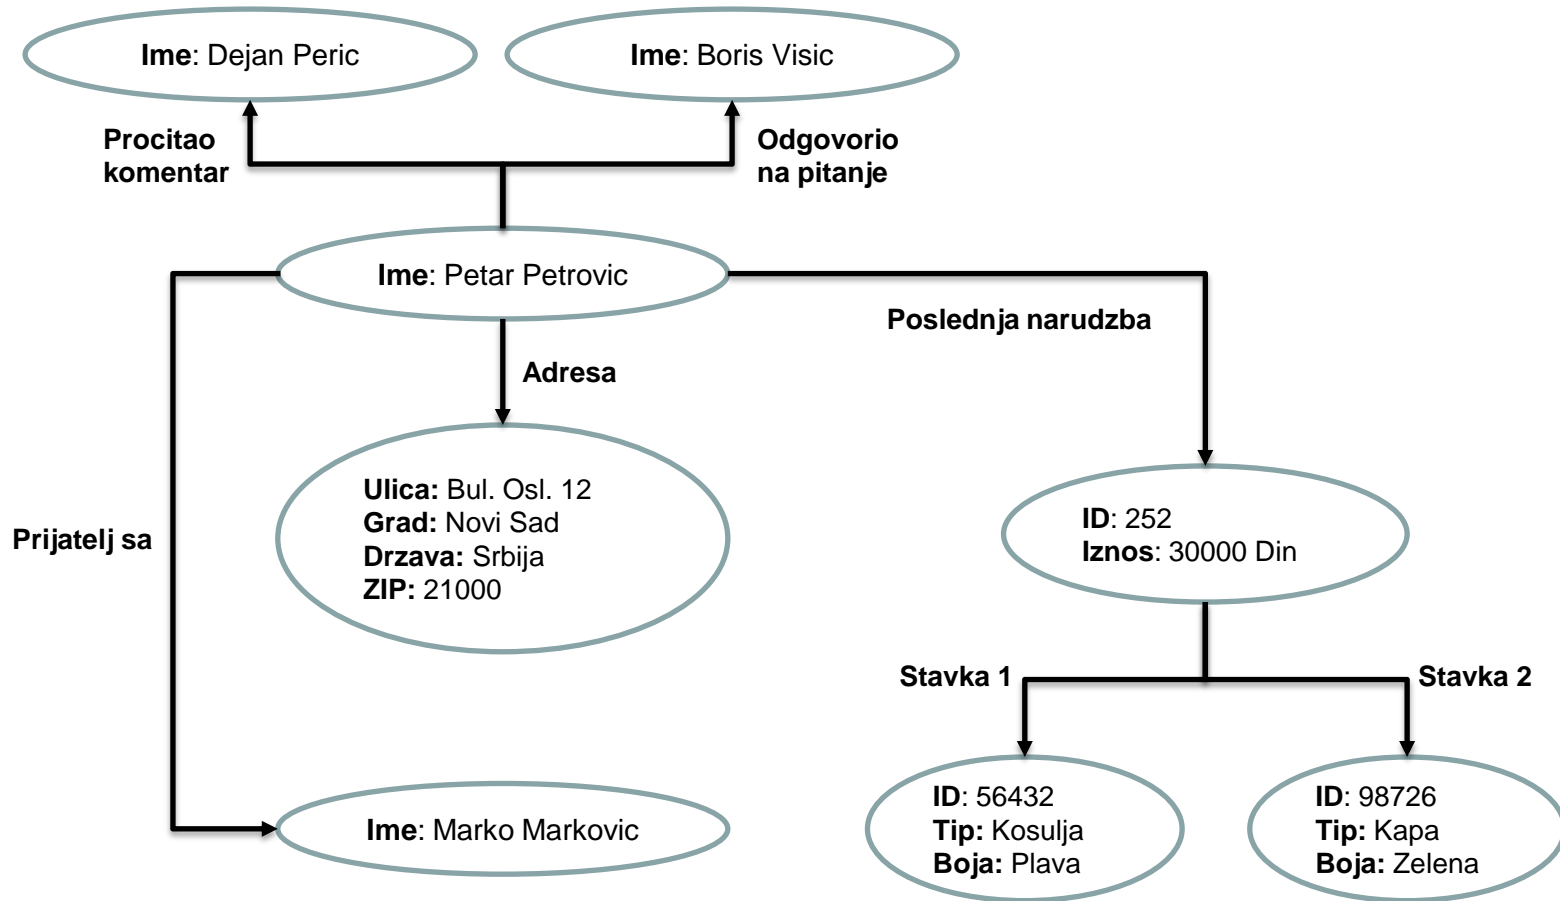 Ime: Dejan Peric
Ime: Boris Visic
Procitao
komentar
Odgovorio
na pitanje
Ime: Petar Petrovic
Poslednja narudzba
Adresa
Ulica: Bul. Osl. 12
Grad: Novi Sad
Drzava: Srbija
ZIP: 21000
Prijatelj sa
ID: 252
Iznos: 30000 Din
Stavka 1
Stavka 2
Ime: Marko Markovic
ID: 56432
Tip: Kosulja
Boja: Plava
ID: 98726
Tip: Kapa
Boja: Zelena